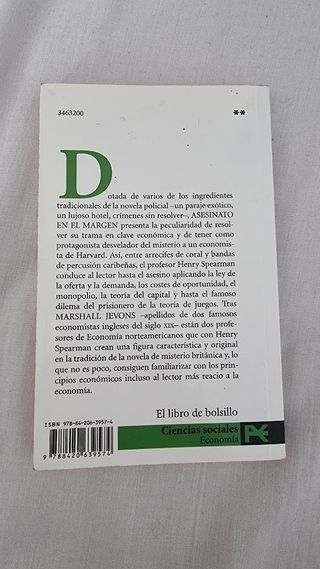 3463200
**
Dotada de varios de los ingredientes
tradicionales de la novela policial –un paraje exótico,
un lujoso hotel, crímenes sin resolver–, ASESINATO
EN EL MARGEN presenta la peculiaridad de resol-
ver su trama en clave económica y de tener como
protagonista desvelador del misterio a un economis-
ta de Harvard. Así, entre arrecifes de coral y bandas
de percusión caribeñas, el profesor Henry Spearman
conduce al lector hasta el asesino aplicando la ley de
la oferta y la demanda, los costes de oportunidad, el
monopolio, la teoría del capital y hasta el famoso
dilema del prisionero de la teoría de juegos. Tras
MARSHALL JEVONS –apellidos de dos famosos
economistas ingleses del siglo XIX– están dos profe-
sores de Economía norteamericanos que con Henry
Spearman crean una figura característica y original
en la tradición de la novela de misterio británica y, lo
que no es poco, consiguen familiarizar con los prin-
cipios económicos incluso al lector más reacio a la
economía.
El libro de bolsillo
Ciencias sociales
Economía
ISBN 978-84-206-3957-4
9 788420 639574